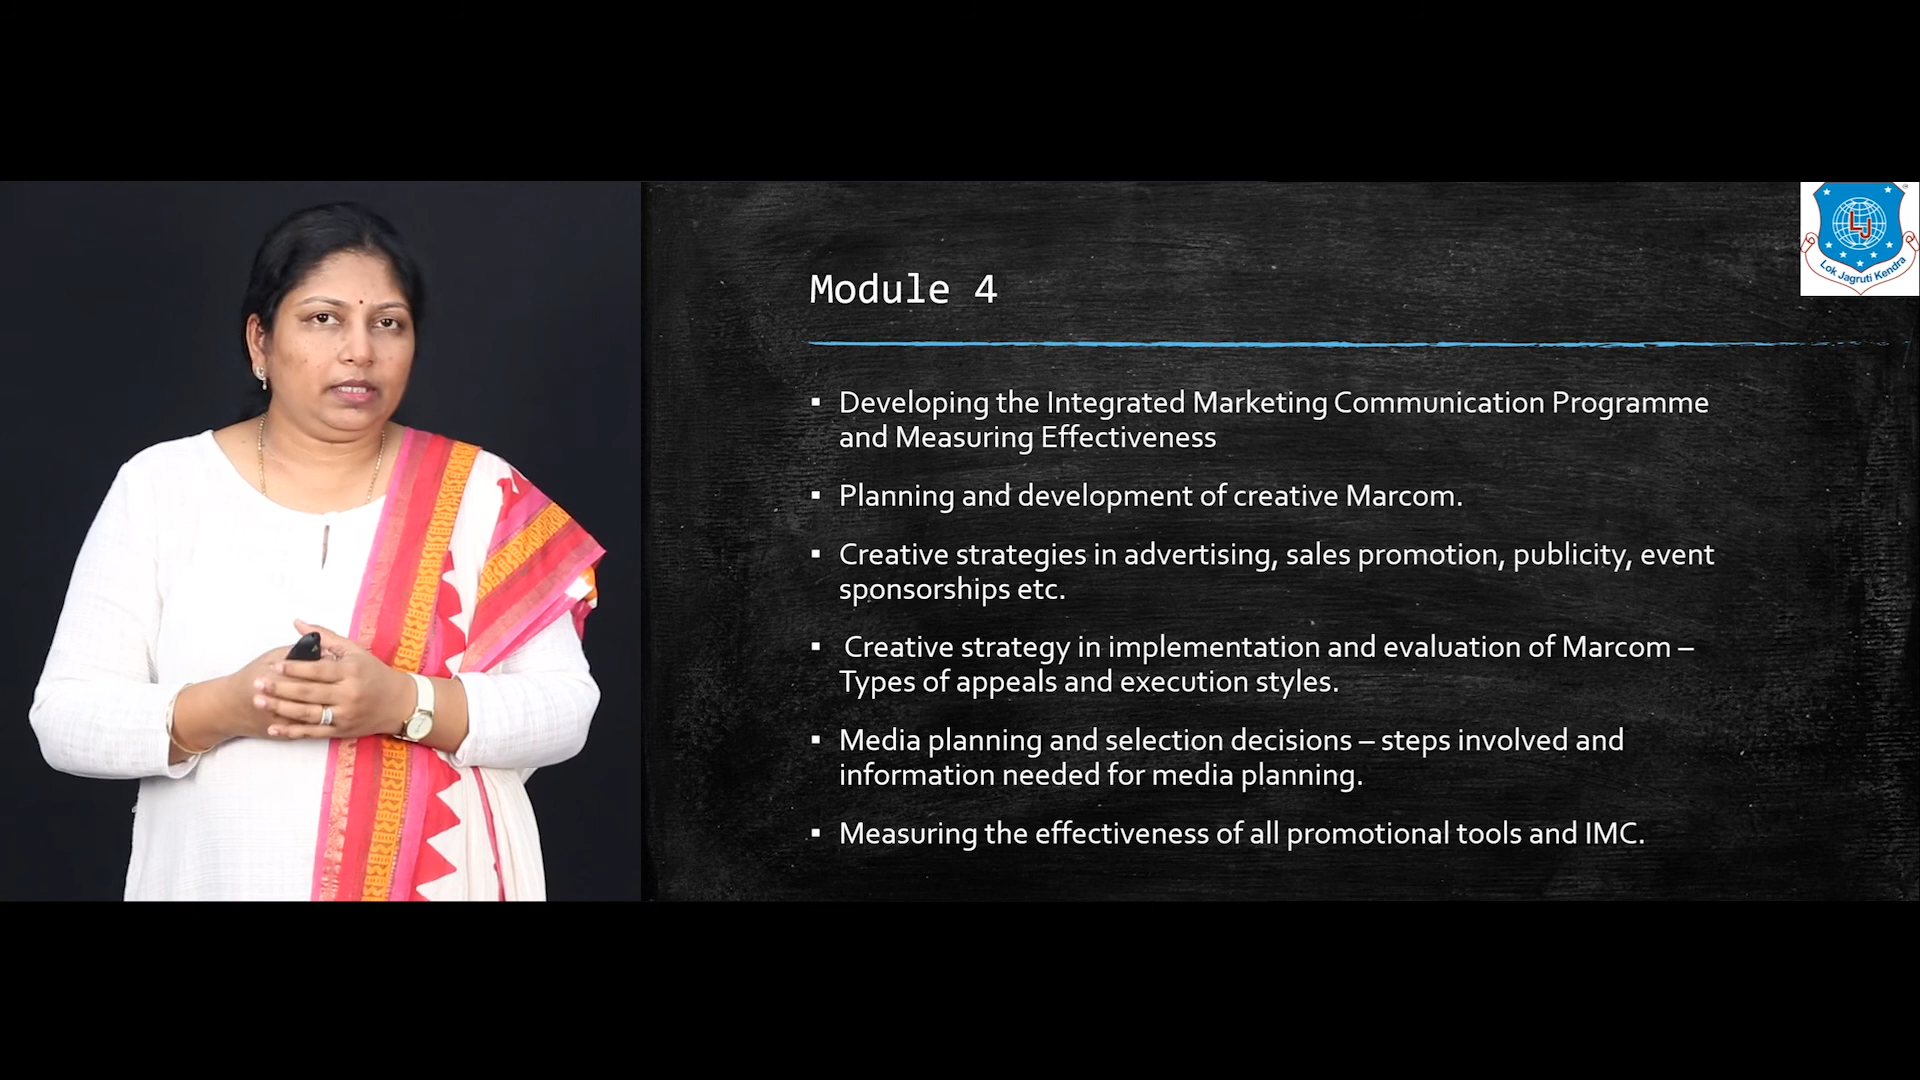 Module 4
▪ Developing the Integrated Marketing Communication Programme
and Measuring Effectiveness
▪ Planning and development of creative Marcom.
▪ Creative strategies in advertising, sales promotion, publicity, event
sponsorships etc.
▪ Creative strategy in implementation and evaluation of Marcom –
Types of appeals and execution styles.
▪ Media planning and selection decisions – steps involved and
information needed for media planning.
▪ Measuring the effectiveness of all promotional tools and IMC.
LJ
Lok Jagruti Kendra